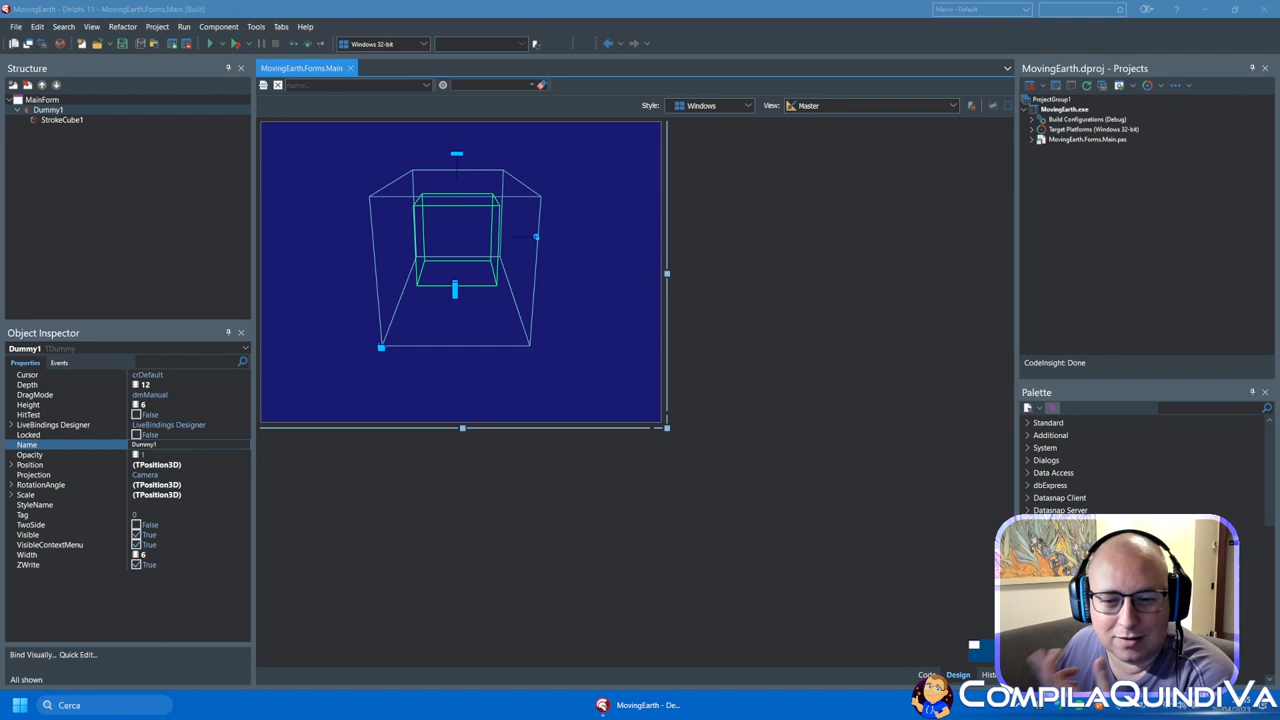 MovingEarth - Delphi 11 - MovingEarth.Forms.Main [Built]
Marco - Default
File Edit Search View Refactor Project Run Component Tools Tabs Help
Windows 32-bit
Structure
MainForm
Dummy1
StrokeCube1
MovingEarth.Forms.Main
name...
Style: Windows
View: Master
MovingEarth.dproj - Projects
ProjectGroup1
MovingEarth.exe
Build Configurations (Debug)
Target Platforms (Windows 32-bit)
MovingEarth.Forms.Main.pas
CodeInsight: Done
Object Inspector
Dummy1 TDummy
Properties Events
Cursor crDefault
Depth 12
DragMode dmManual
Height 6
HitTest False
LiveBindings Designer LiveBindings Designer
Locked False
Name Dummy1
Opacity 1
Position (TPosition3D)
Projection Camera
RotationAngle (TPosition3D)
Scale (TPosition3D)
StyleName
Tag 0
TwoSide False
Visible True
VisibleContextMenu True
Width 6
ZWrite True
Bind Visually... Quick Edit...
All shown
Palette
Standard
Additional
System
Dialogs
Data Access
dbExpress
Datasnap Client
Datasnap Server
Design
COMPILAQUINDIVA
Cerca
MovingEarth - De...